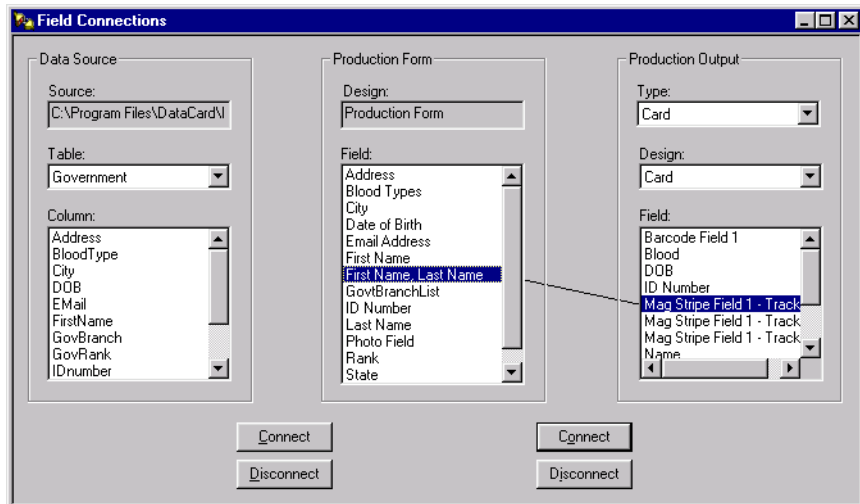 Field Connections
Data Source
Source:
C:\Program Files\DataCard\I
Table:
Government
Column:
Address
BloodType
City
DOB
EMail
FirstName
GovBranch
GovRank
IDnumber
Production Form
Design:
Production Form
Field:
Address
Blood Types
City
Date of Birth
Email Address
First Name
First Name, Last Name
GovtBranchList
ID Number
Last Name
Photo Field
Rank
State
Production Output
Type:
Card
Design:
Card
Field:
Barcode Field 1
Blood
DOB
ID Number
Mag Stripe Field 1 - Track
Mag Stripe Field 1 - Track
Mag Stripe Field 1 - Track
Name
Connect
Disconnect
Connect
Disconnect